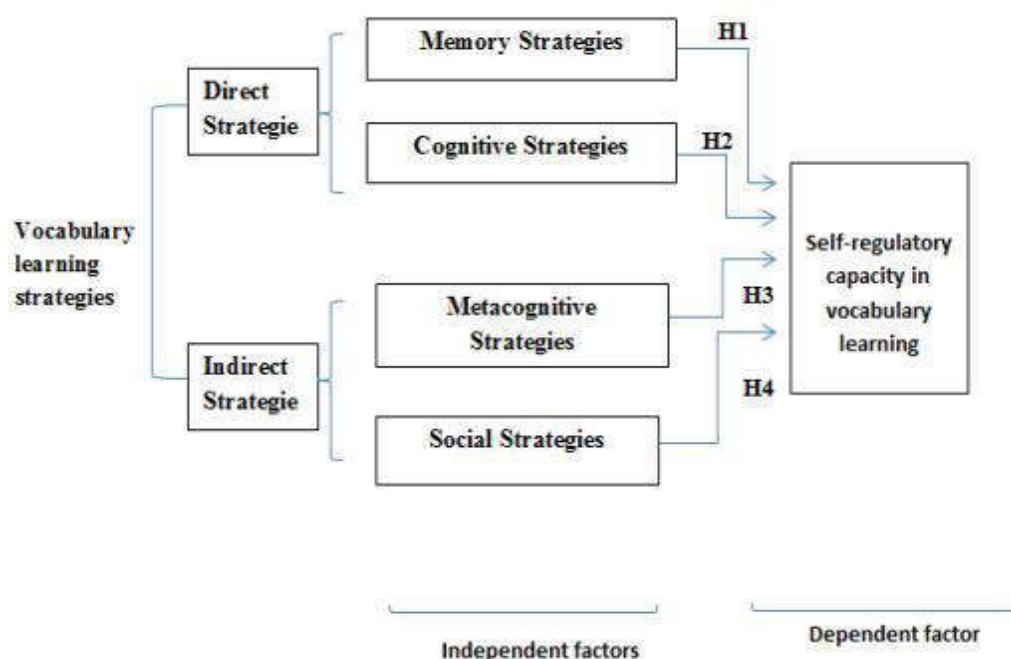 Vocabulary
learning
strategies
Direct
Strategie
Indirect
Strategie
Memory Strategies
Cognitive Strategies
Metacognitive
Strategies
Social Strategies
H1
H2
H3
H4
Self-regulatory
capacity in
vocabulary
learning
Independent factors
Dependent factor